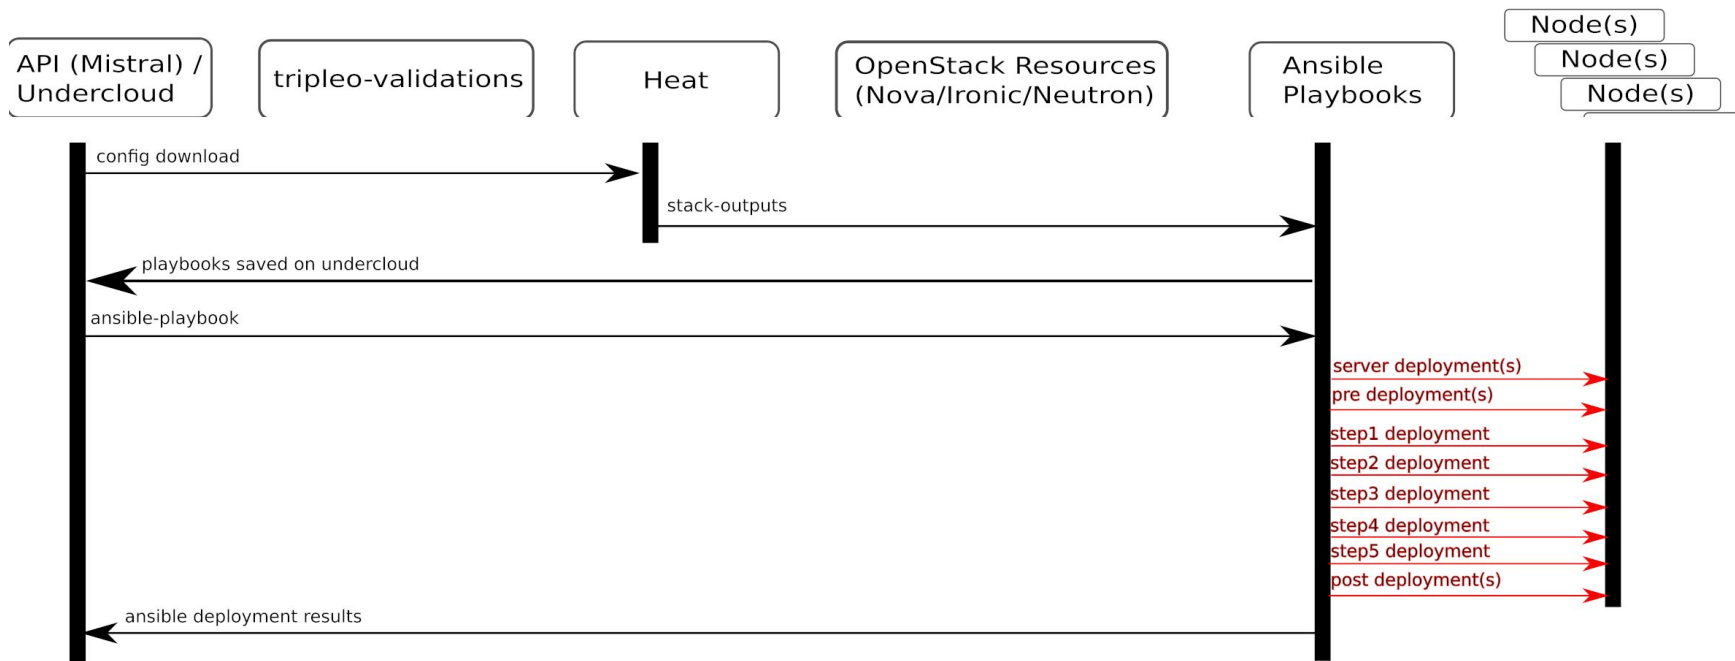 API (Mistral) /
Undercloud
tripleo-validations
Heat
OpenStack Resources
(Nova/Ironic/Neutron)
Ansible
Playbooks
Node(s)
Node(s)
Node(s)
config download
stack-outputs
playbooks saved on undercloud
ansible-playbook
server deployment(s)
pre deployment(s)
step1 deployment
step2 deployment
step3 deployment
step4 deployment
step5 deployment
post deployment(s)
ansible deployment results